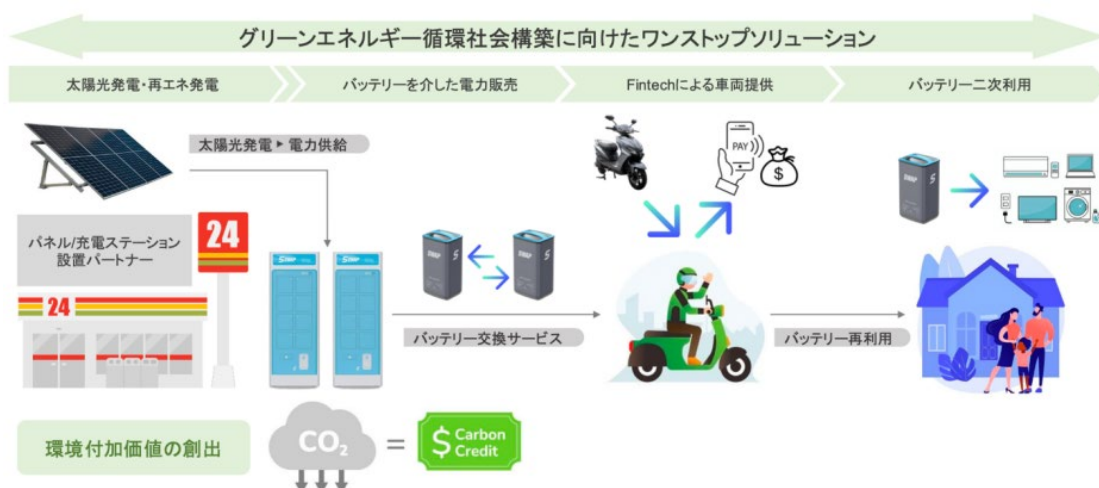 グリーンエネルギー循環社会構築に向けたワンストップソリューション
太陽光発電・再エネ発電
バッテリーを介した電力販売
Fintechによる車両提供
バッテリー二次利用
太陽光発電 ▶ 電力供給
PAY
$
パネル/充電ステーション
設置パートナー
24
24
バッテリー交換サービス
バッテリー再利用
環境付加価値の創出
CO₂
=
$ Carbon
Credit